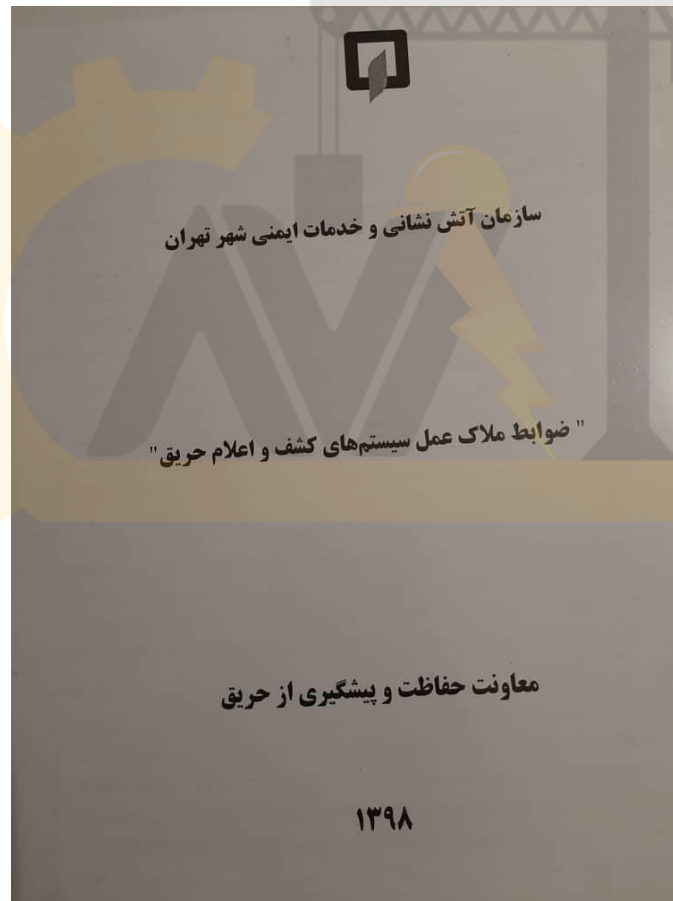 سازمان آتش نشانی و خدمات ایمنی شهر تهران
" ضوابط ملاک عمل سیستم‌های کشف و اعلام حریق"
معاونت حفاظت و پیشگیری از حریق
۱۳۹۸